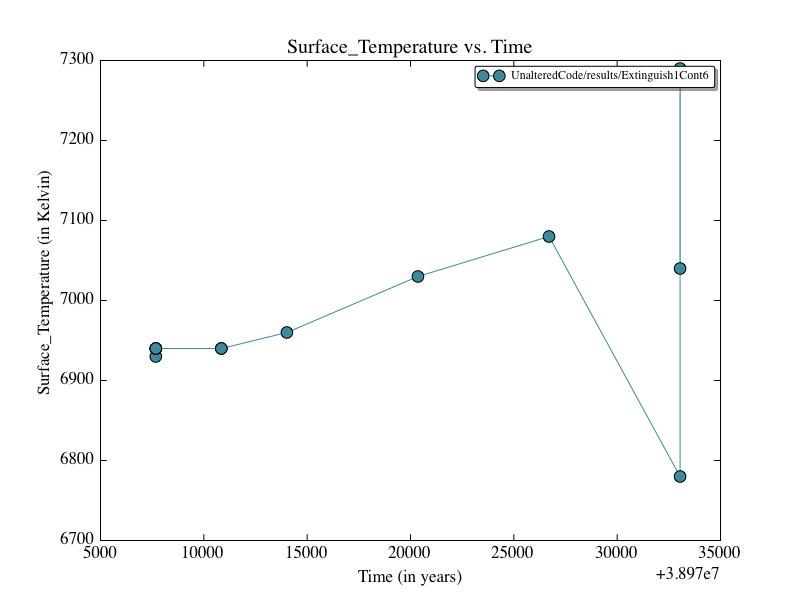 Surface_Temperature vs. Time
7300
UnalteredCode/results/Extinguish1Cont6
7200
7100
7000
6900
6800
6700
Surface_Temperature (in Kelvin)
5000 10000 15000 20000 25000 30000 35000
Time (in years)
+3.897e7